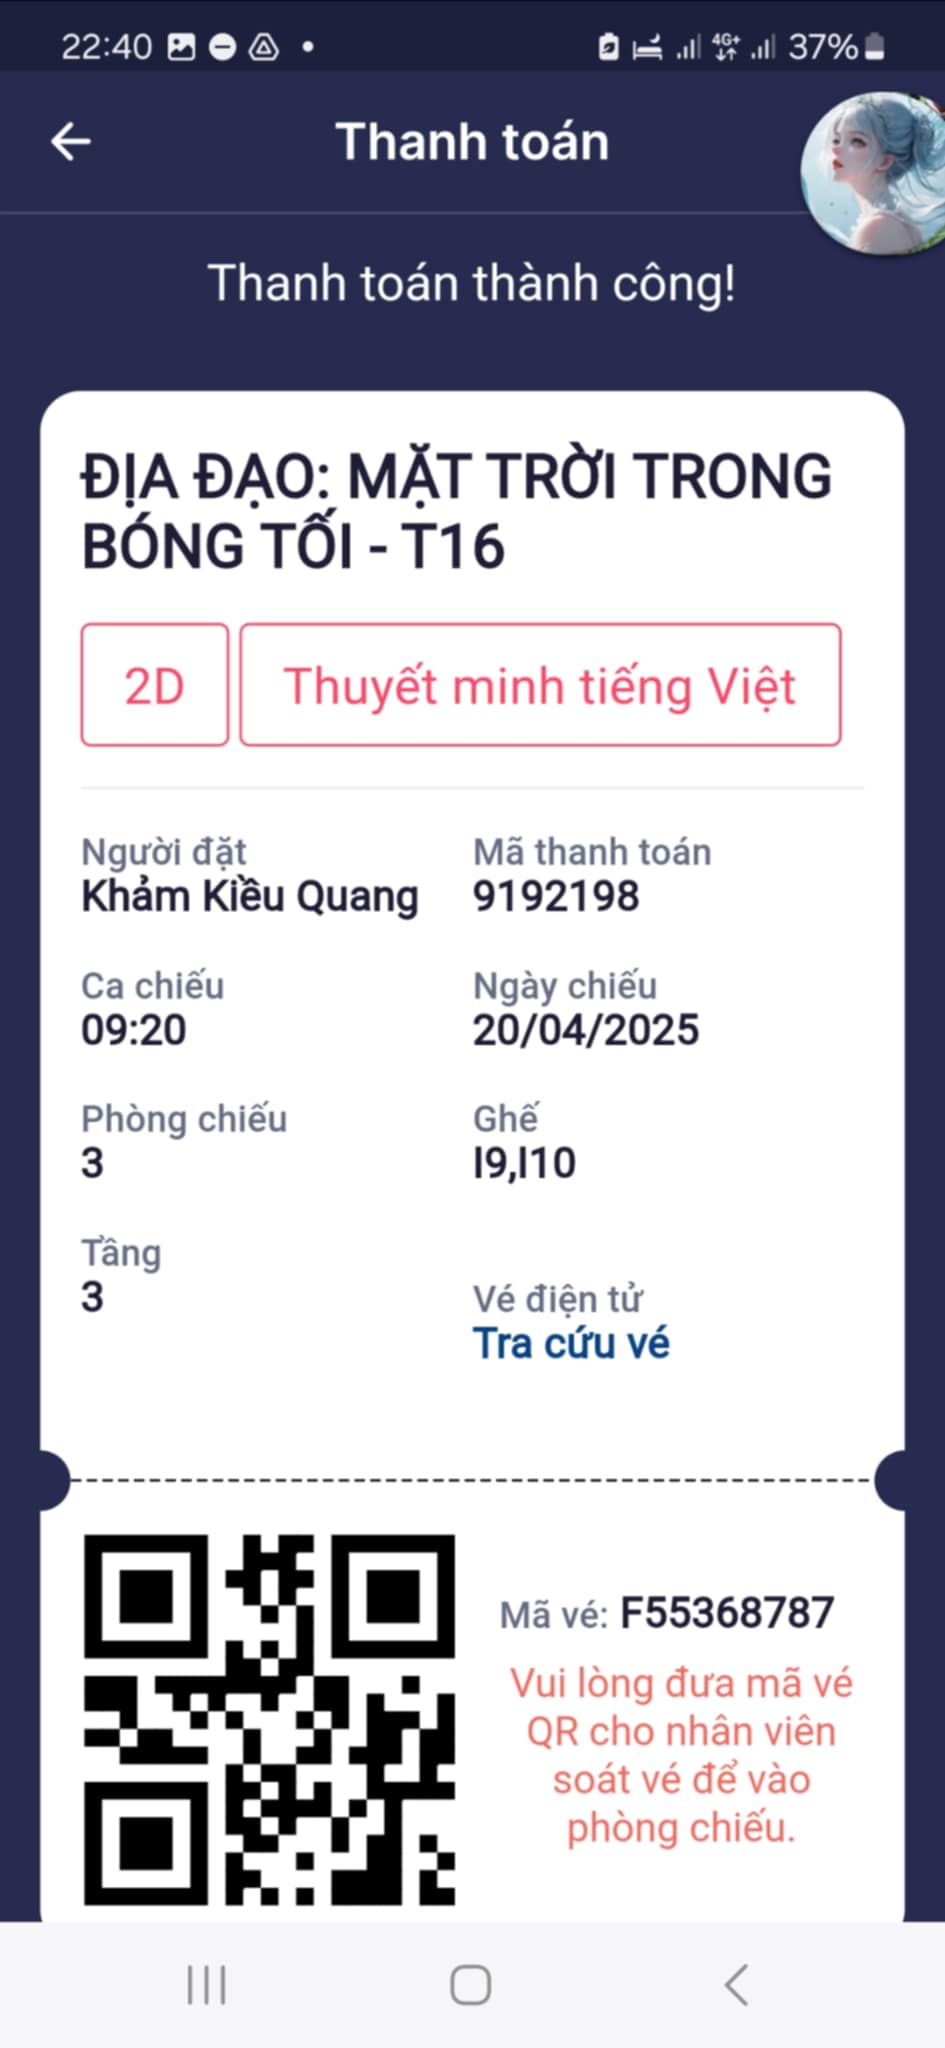 22:40
4G+
37%
Thanh toán
Thanh toán thành công!
ĐỊA ĐẠO: MẶT TRỜI TRONG
BÓNG TỐI - T16
2D
Thuyết minh tiếng Việt
Người đặt
Khảm Kiều Quang
Mã thanh toán
9192198
Ca chiếu
09:20
Ngày chiếu
20/04/2025
Phòng chiếu
3
Ghế
I9,I10
Tầng
3
Vé điện tử
Tra cứu vé
Mã vé: F55368787
Vui lòng đưa mã vé
QR cho nhân viên
soát vé để vào
phòng chiếu.